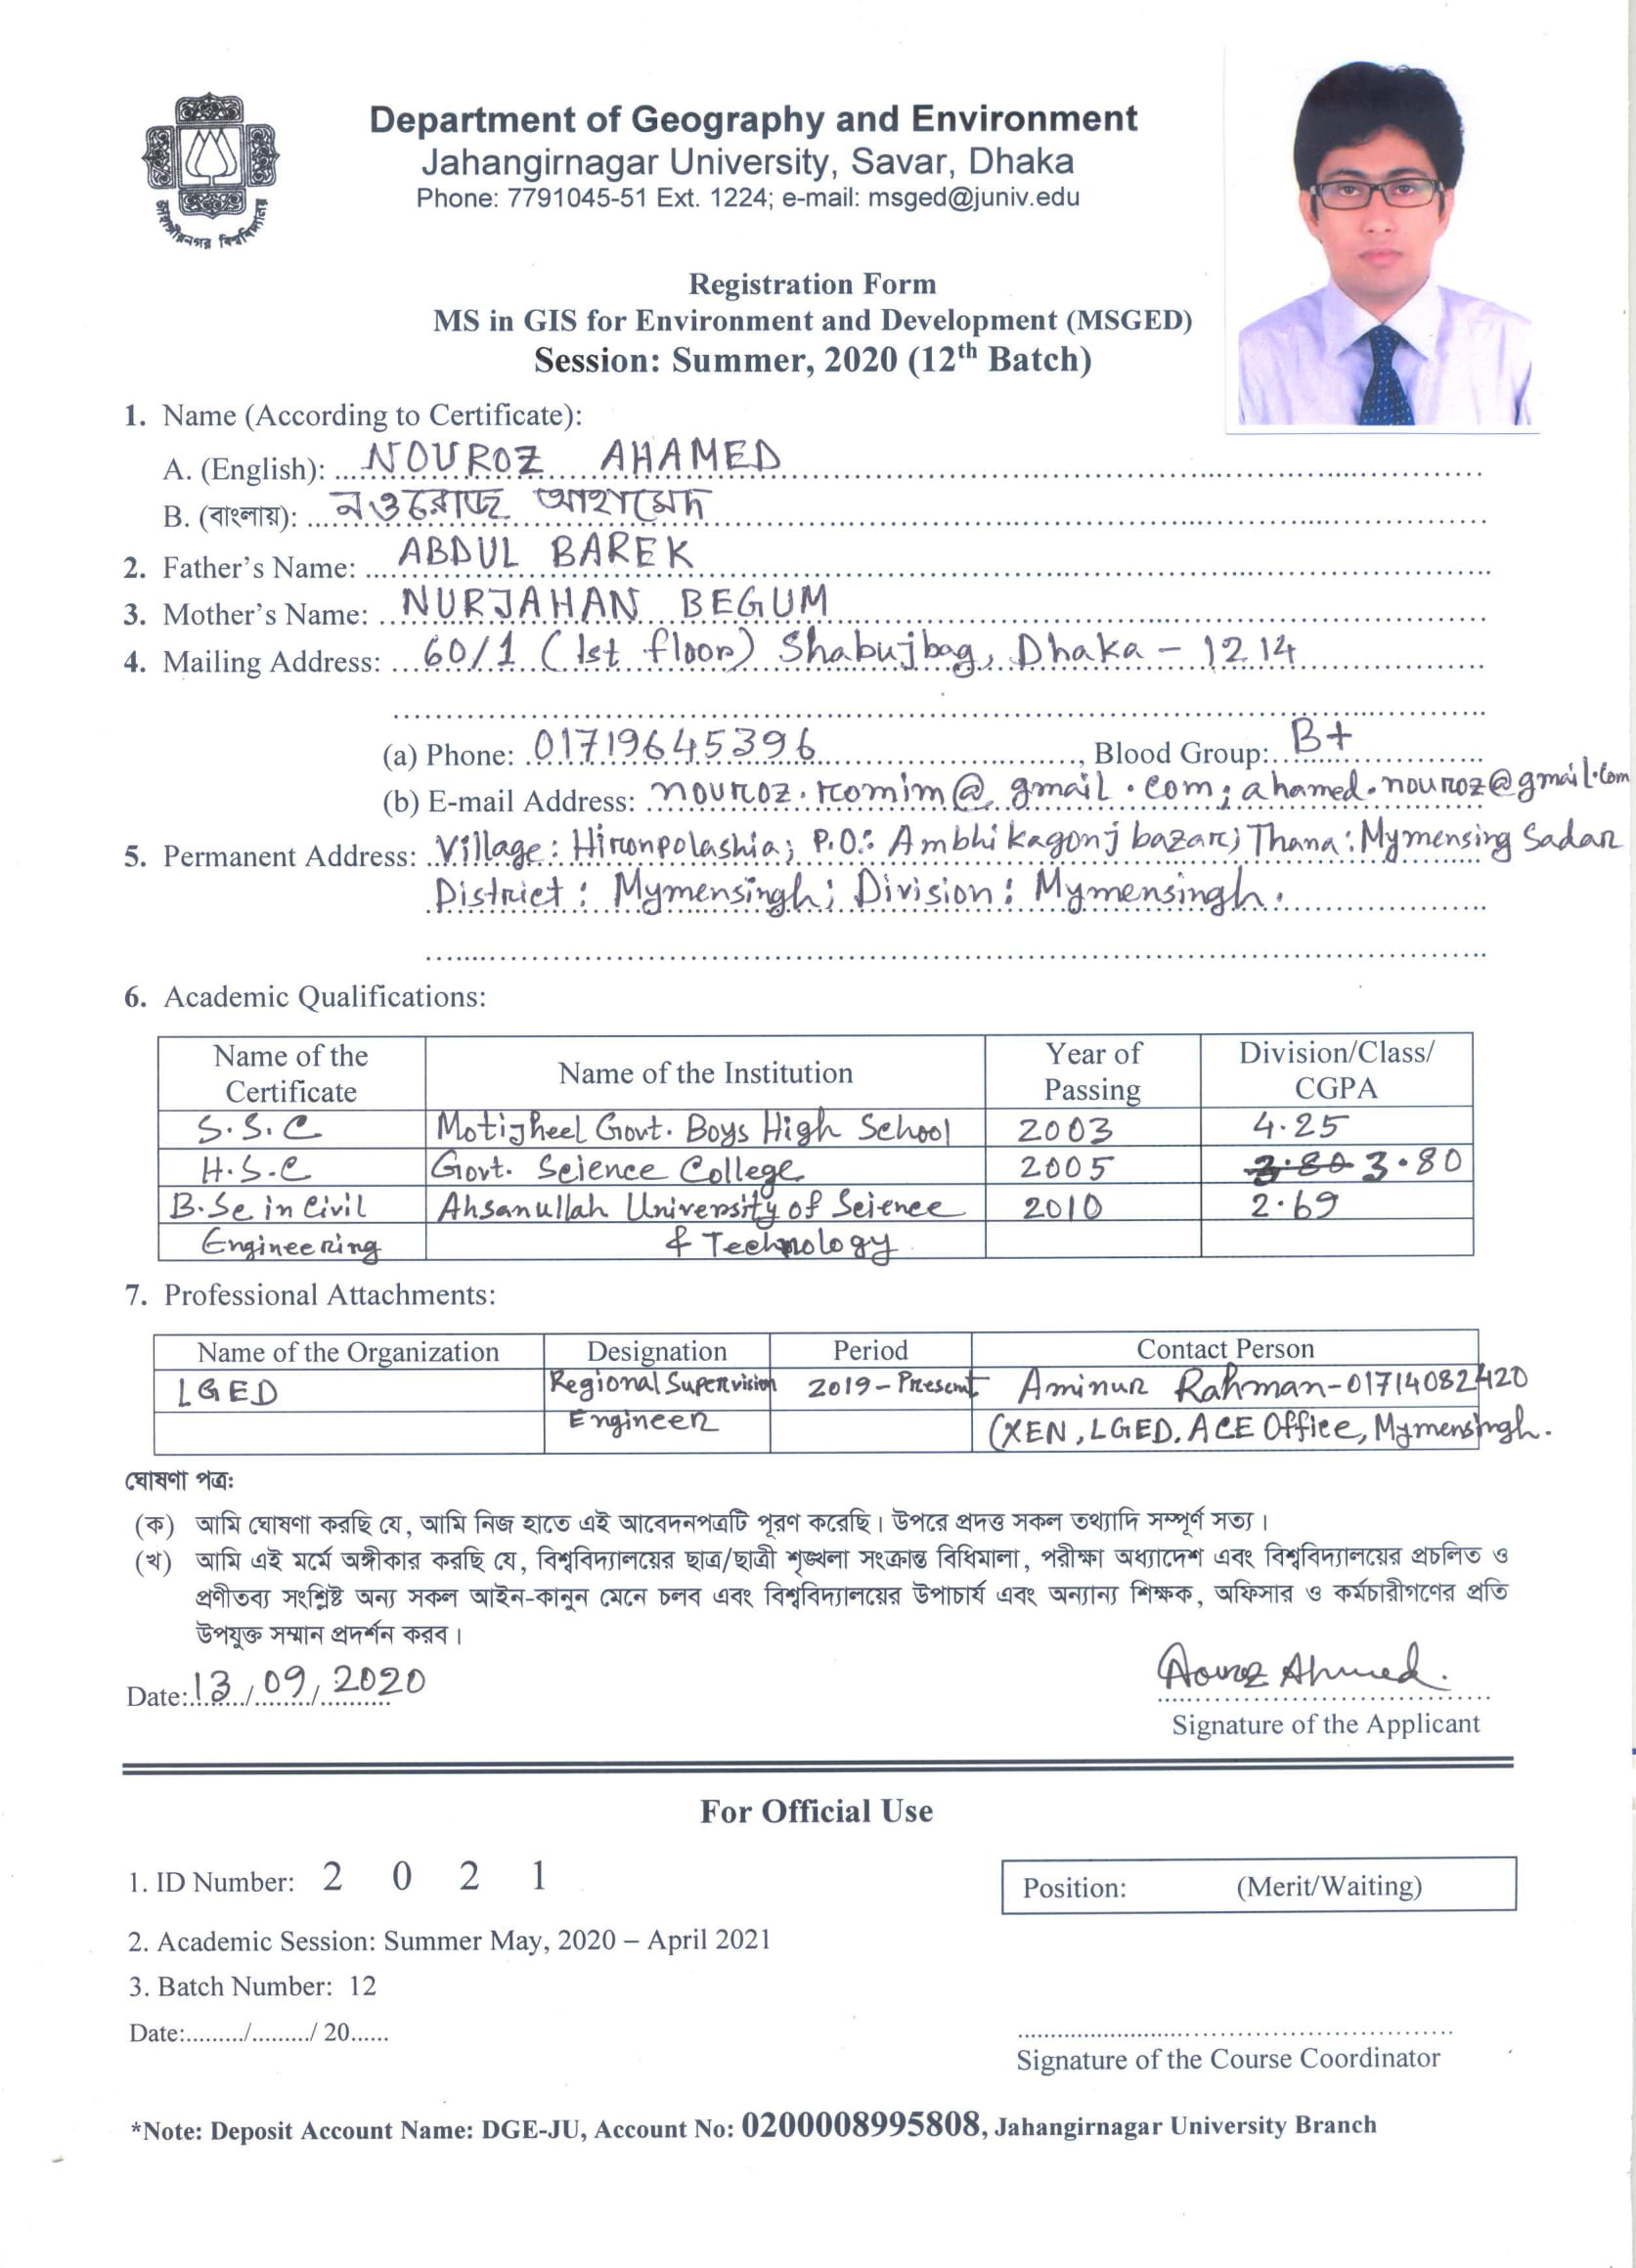 জাহাঙ্গীরনগর বিশ্ববিদ্যালয়
Department of Geography and Environment
Jahangirnagar University, Savar, Dhaka
Phone: 7791045-51 Ext. 1224; e-mail: msged@juniv.edu
Registration Form
MS in GIS for Environment and Development (MSGED)
Session: Summer, 2020 (12th Batch)
1. Name (According to Certificate):
A. (English): NOUROZ AHAMED
B. (বাংলায়): নওরোজ আহামেদ
2. Father's Name: ABDUL BAREK
3. Mother's Name: NURJAHAN BEGUM
4. Mailing Address: 60/1 (1st floor) Shabujbag, Dhaka - 1214
(a) Phone: 01719645396, Blood Group: B+
(b) E-mail Address: nouroz.romim@gmail.com; ahamed.nouroz@gmail.com
5. Permanent Address: Village: Hironpolashia; P.O: Ambhikagonj bazar; Thana: Mymensing Sadar
District: Mymensingh; Division: Mymensingh.
6. Academic Qualifications:
Name of the Certificate Name of the Institution Year of Passing Division/Class/CGPA
S.S.C Motijheel Govt. Boys High School 2003 4.25
H.S.C Govt. Science College 2005 3.80 3.80
B.Sc in Civil Ahsanullah University of Science 2010 2.69
Engineering & Technology
7. Professional Attachments:
Name of the Organization Designation Period Contact Person
LGED Regional Supervision 2019-Present Aminur Rahman-01714082420
Engineer (XEN, LGED, ACE Office, Mymensingh.
ঘোষণা পত্র:
(ক) আমি ঘোষণা করছি যে, আমি নিজ হাতে এই আবেদনপত্রটি পূরণ করেছি। উপরে প্রদত্ত সকল তথ্যাদি সম্পূর্ণ সত্য।
(খ) আমি এই মর্মে অঙ্গীকার করছি যে, বিশ্ববিদ্যালয়ের ছাত্র/ছাত্রী শৃঙ্খলা সংক্রান্ত বিধিমালা, পরীক্ষা অধ্যাদেশ এবং বিশ্ববিদ্যালয়ের প্রচলিত ও
প্রণীতব্য সংশ্লিষ্ট অন্য সকল আইন-কানুন মেনে চলব এবং বিশ্ববিদ্যালয়ের উপাচার্য এবং অন্যান্য শিক্ষক, অফিসার ও কর্মচারীগণের প্রতি
উপযুক্ত সম্মান প্রদর্শন করব।
Nouroz Ahmed.
Date: 13/09/2020
Signature of the Applicant
For Official Use
1. ID Number: 2 0 2 1
Position: (Merit/Waiting)
2. Academic Session: Summer May, 2020 – April 2021
3. Batch Number: 12
Date:........./........./ 20......
Signature of the Course Coordinator
*Note: Deposit Account Name: DGE-JU, Account No: 0200008995808, Jahangirnagar University Branch